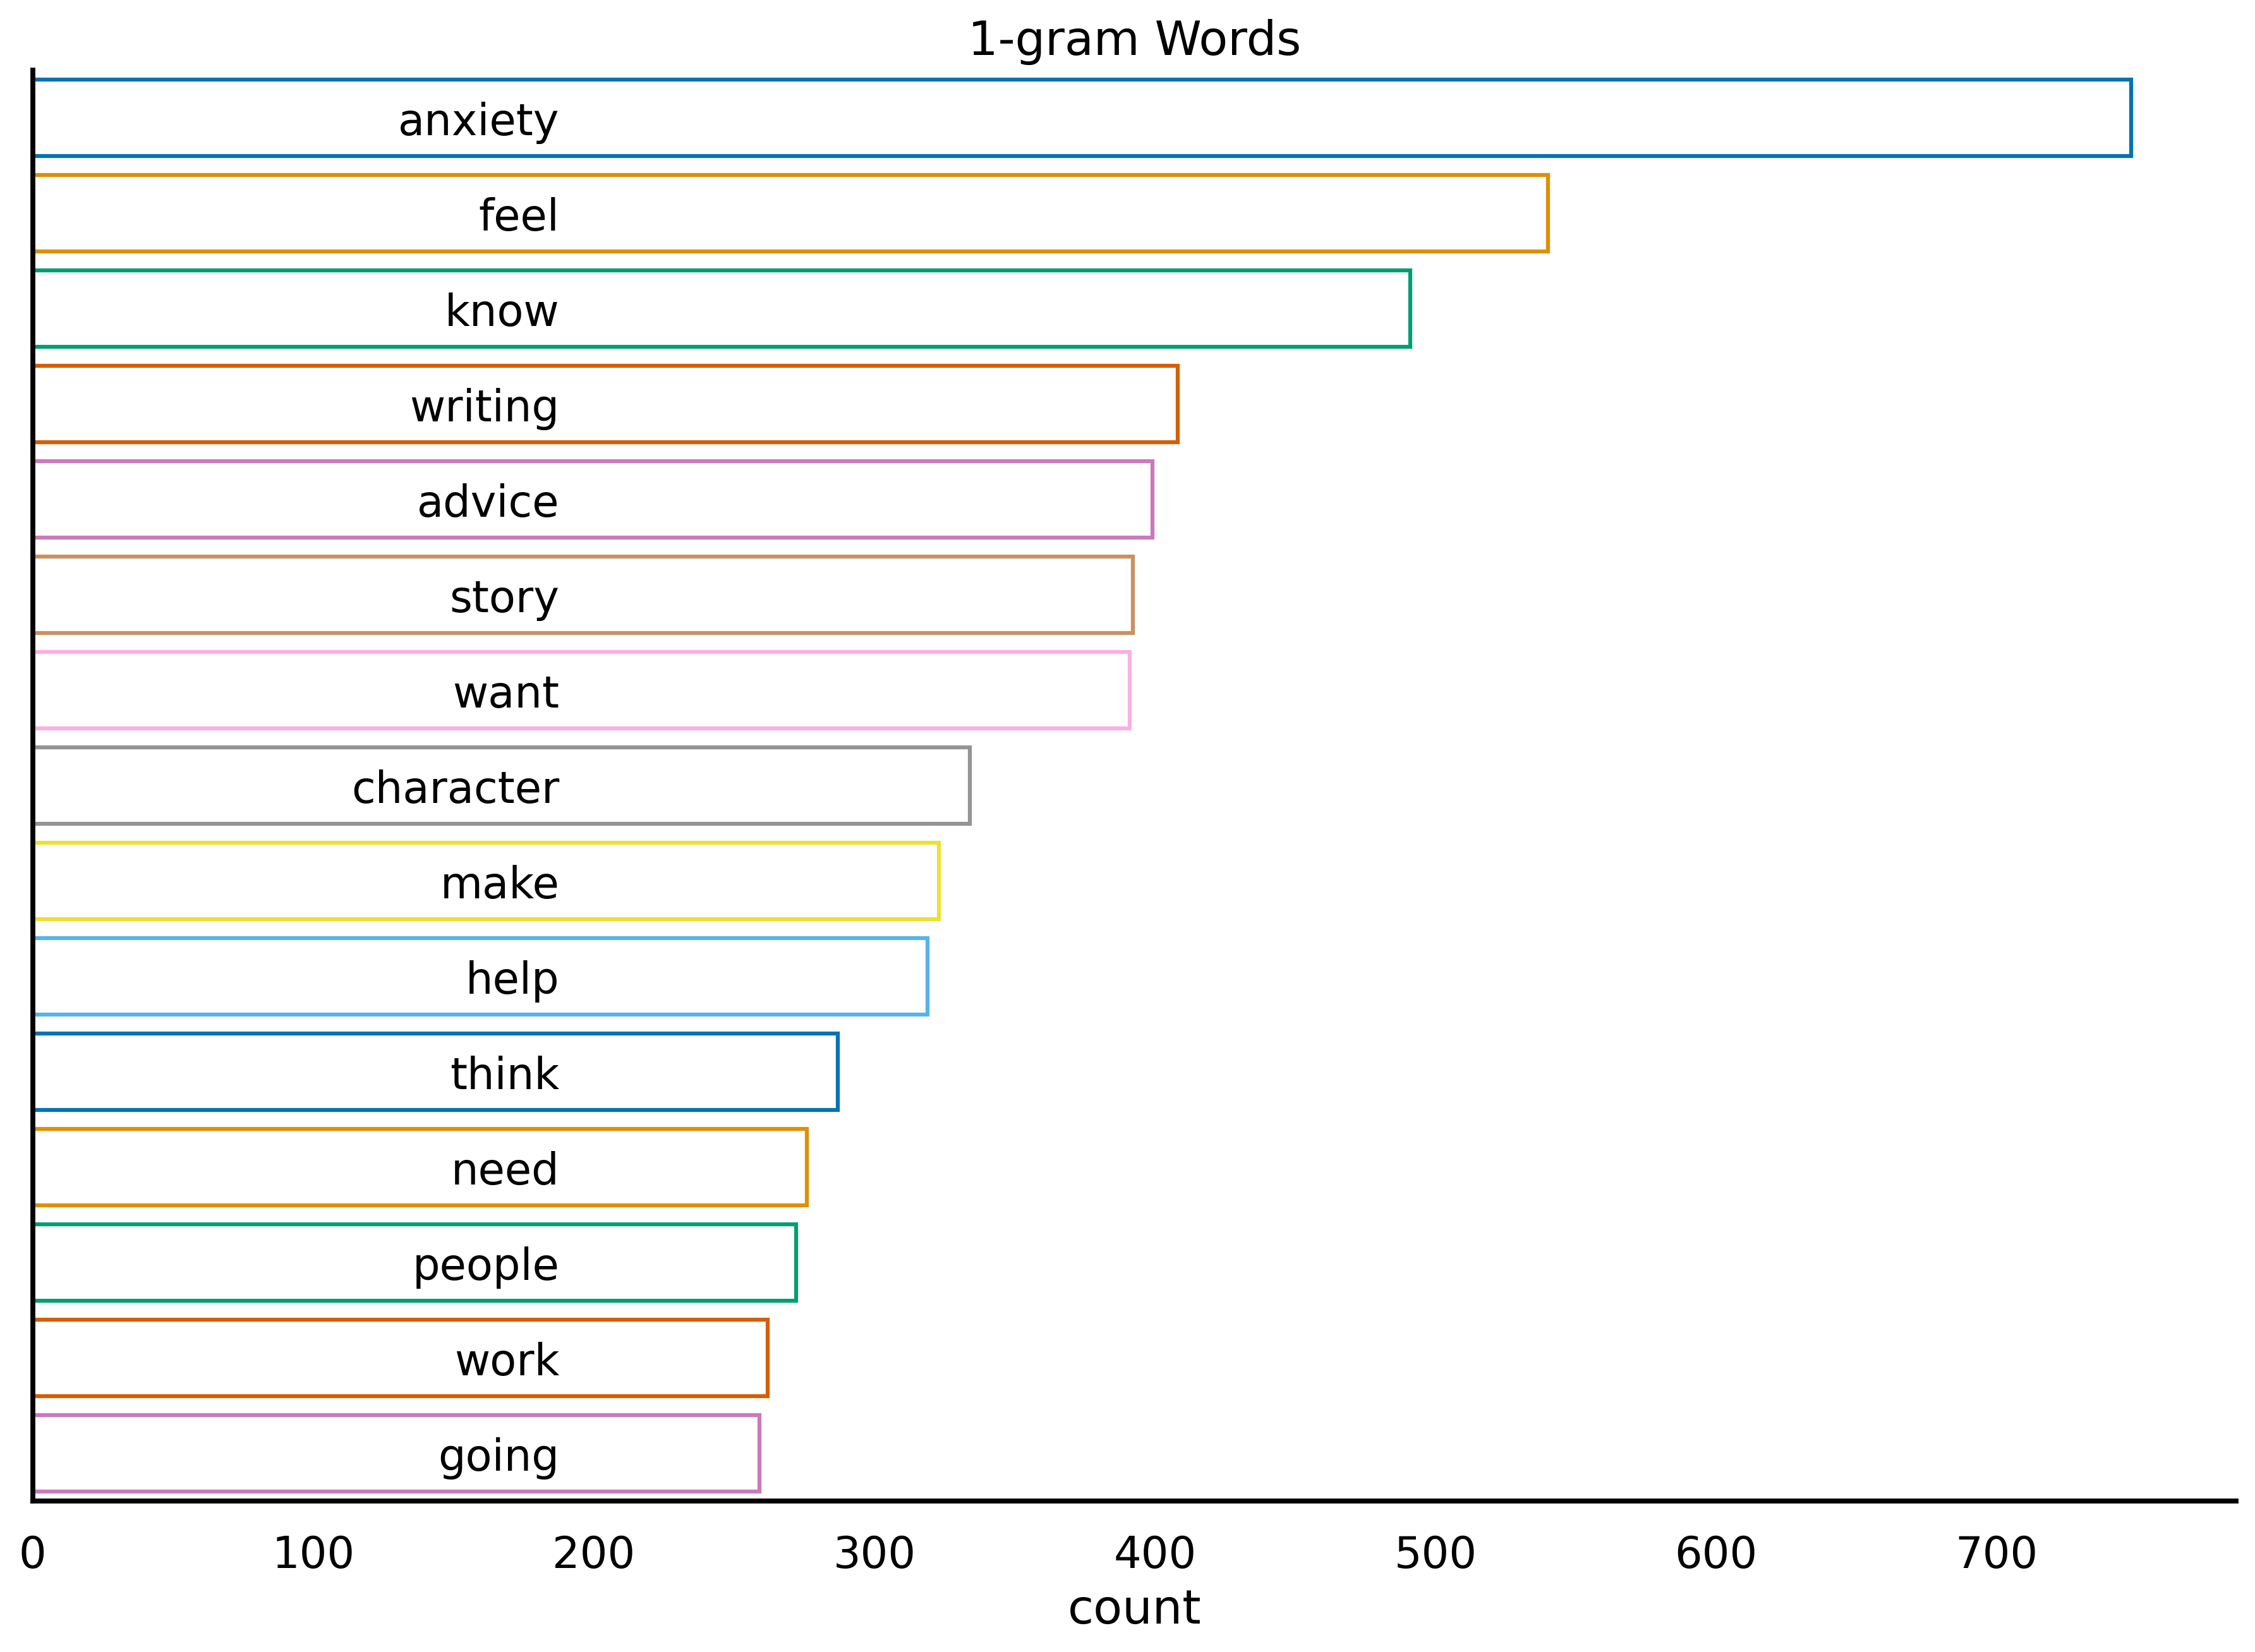 1-gram Words
anxiety
feel
know
writing
advice
story
want
character
make
help
think
need
people
work
going
0 100 200 300 400 500 600 700
count